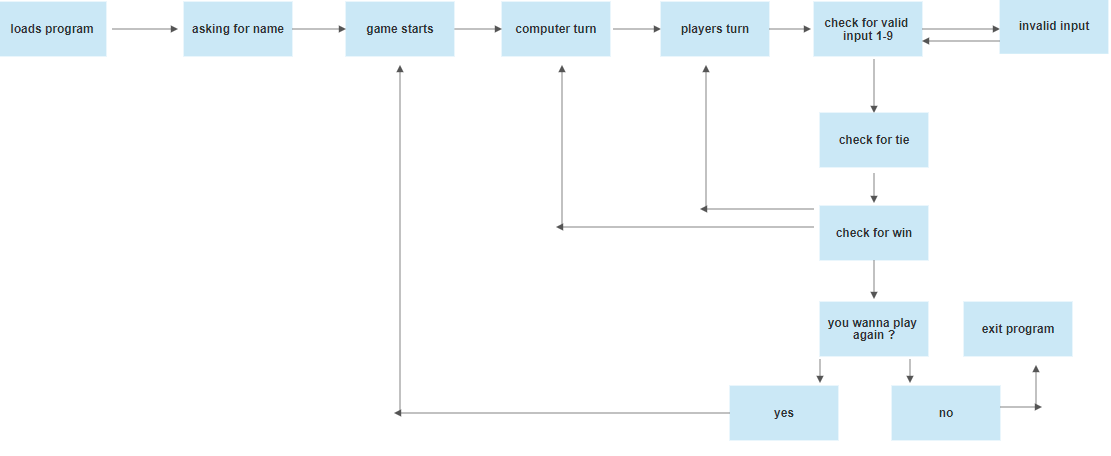 loads program
asking for name
game starts
computer turn
players turn
check for valid
input 1-9
invalid input
check for tie
check for win
you wanna play
again ?
exit program
yes
no